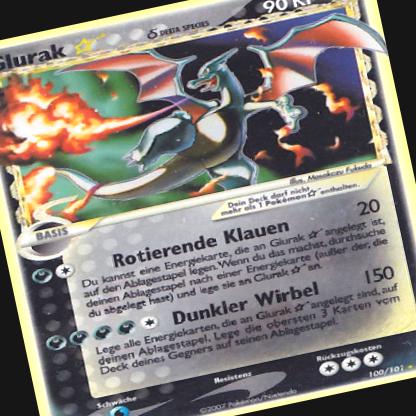 Glurak ☆ δ DELTA SPECIES 90 KP
Illus. Masakazu Fukuda
Dein Deck darf nicht
mehr als 1 Pokémon ☆ enthalten.
BASIS
Rotierende Klauen 20
Du kannst eine Energiekarte, die an Glurak ☆ angelegt ist,
auf den Ablagestapel legen. Wenn du das machst, durchsuche
deinen Ablagestapel nach einer Energiekarte (außer der, die
du abgelegt hast) und lege sie an Glurak ☆ an.
Dunkler Wirbel 150
Lege alle Energiekarten, die an Glurak ☆ angelegt sind, auf
deinen Ablagestapel. Lege die obersten 3 Karten vom
Deck deines Gegners auf seinen Ablagestapel.
Schwäche Resistenz Rückzugskosten
©2007 Pokémon/Nintendo 100/101